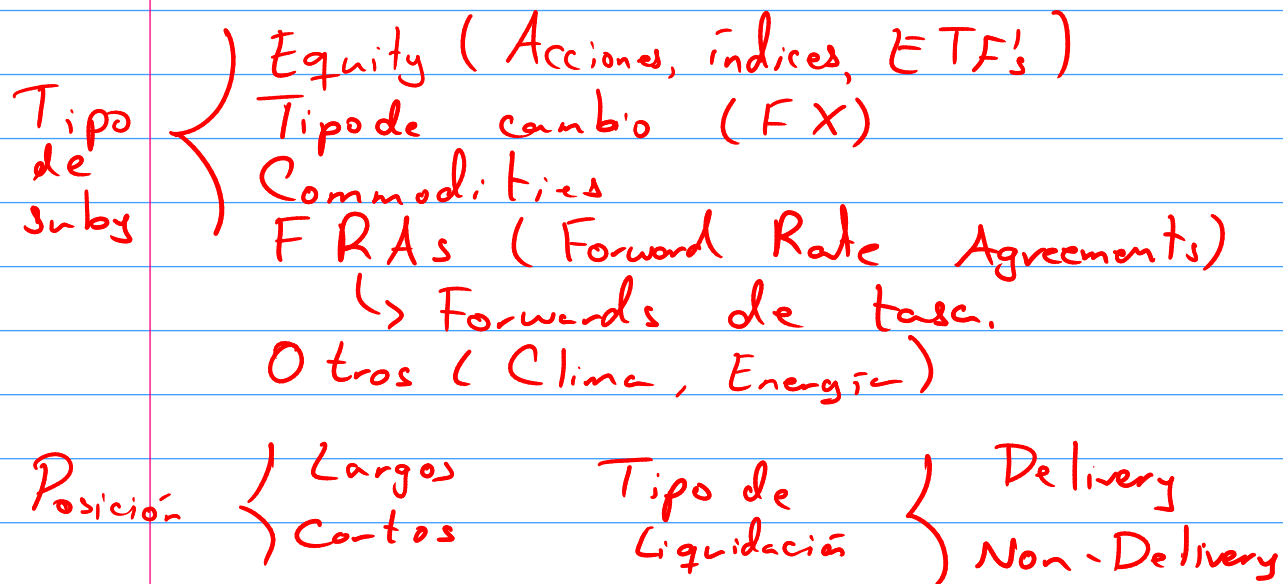 Tipo de suby
Equity (Acciones, índices, ETF's)
Tipo de cambio (FX)
Commodities
FRAs (Forward Rate Agreements)
↳ Forwards de tasa.
Otros (Clima, Energía)
Posición
Largos
Cortos
Tipo de Liquidación
Delivery
Non-Delivery